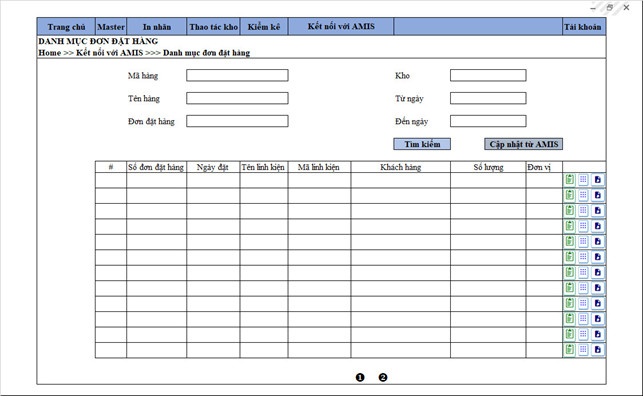 Trang chủ Master In nhãn Thao tác kho Kiểm kê Kết nối với AMIS Tài khoản
DANH MỤC ĐƠN ĐẶT HÀNG
Home >> Kết nối với AMIS >>> Danh mục đơn đặt hàng
Mã hàng Kho
Tên hàng Từ ngày
Đơn đặt hàng Đến ngày
Tìm kiếm Cập nhật từ AMIS
# Số đơn đặt hàng Ngày đặt Tên linh kiện Mã linh kiện Khách hàng Số lượng Đơn vị
1 2